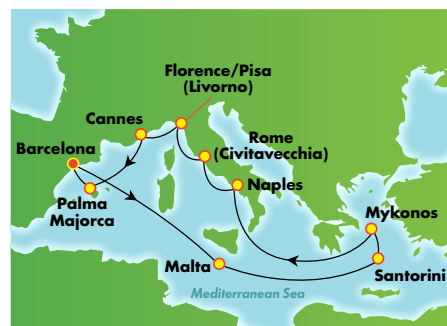 Florence/Pisa
(Livorno)
Cannes
Rome
(Civitavecchia)
Barcelona
Naples
Palma
Majorca
Mykonos
Malta
Santorini
Mediterranean Sea